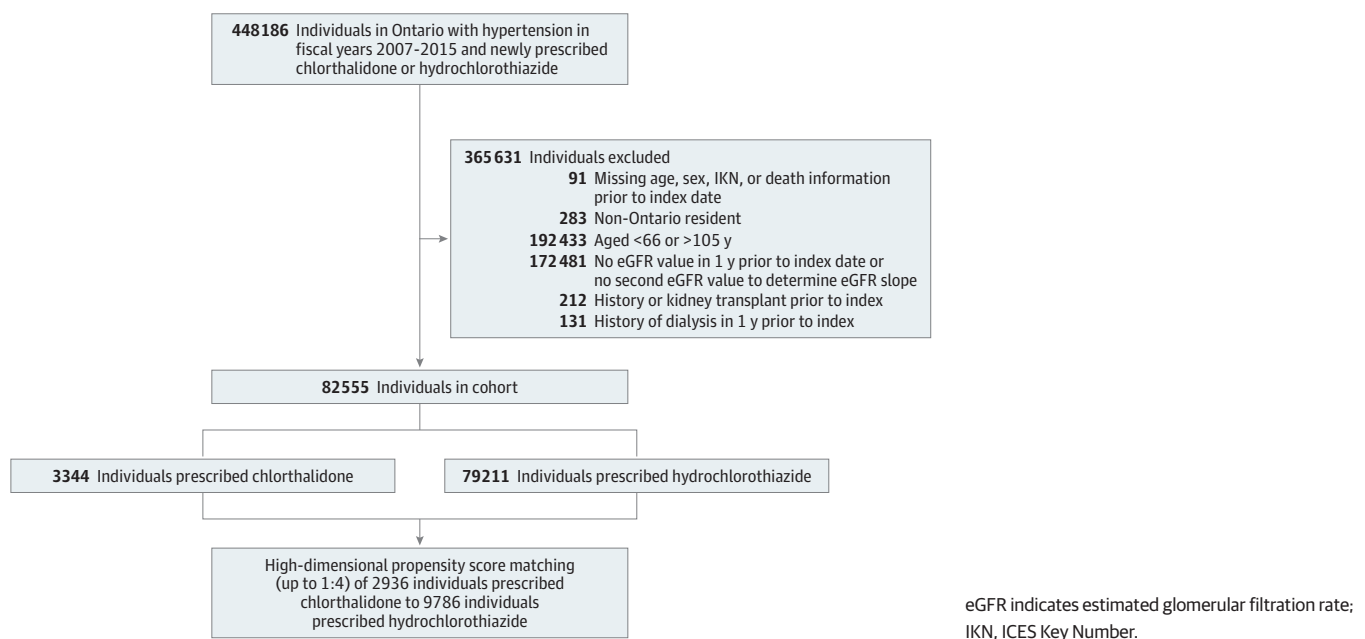 448186 Individuals in Ontario with hypertension in
fiscal years 2007-2015 and newly prescribed
chlorthalidone or hydrochlorothiazide
365631 Individuals excluded
91 Missing age, sex, IKN, or death information
prior to index date
283 Non-Ontario resident
192433 Aged <66 or >105 y
172481 No eGFR value in 1 y prior to index date or
no second eGFR value to determine eGFR slope
212 History or kidney transplant prior to index
131 History of dialysis in 1 y prior to index
82555 Individuals in cohort
3344 Individuals prescribed chlorthalidone
79211 Individuals prescribed hydrochlorothiazide
High-dimensional propensity score matching
(up to 1:4) of 2936 individuals prescribed
chlorthalidone to 9786 individuals
prescribed hydrochlorothiazide
eGFR indicates estimated glomerular filtration rate;
IKN, ICES Key Number.